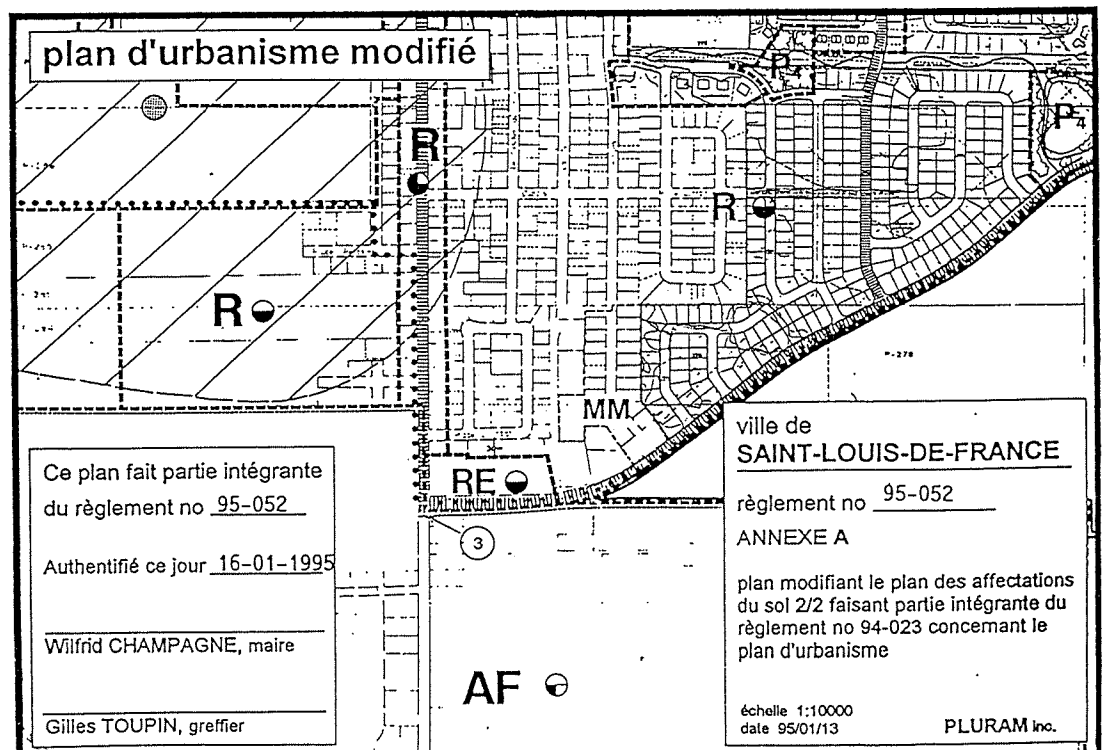 plan d'urbanisme modifié
P-4
P-4
R
R
R
P-278
MM
RE
3
AF
Ce plan fait partie intégrante
du règlement no 95-052
Authentifié ce jour 16-01-1995
Wilfrid CHAMPAGNE, maire
Gilles TOUPIN, greffier
ville de
SAINT-LOUIS-DE-FRANCE
règlement no 95-052
ANNEXE A
plan modifiant le plan des affectations
du sol 2/2 faisant partie intégrante du
règlement no 94-023 concernant le
plan d'urbanisme
échelle 1:10000
date 95/01/13
PLURAM inc.